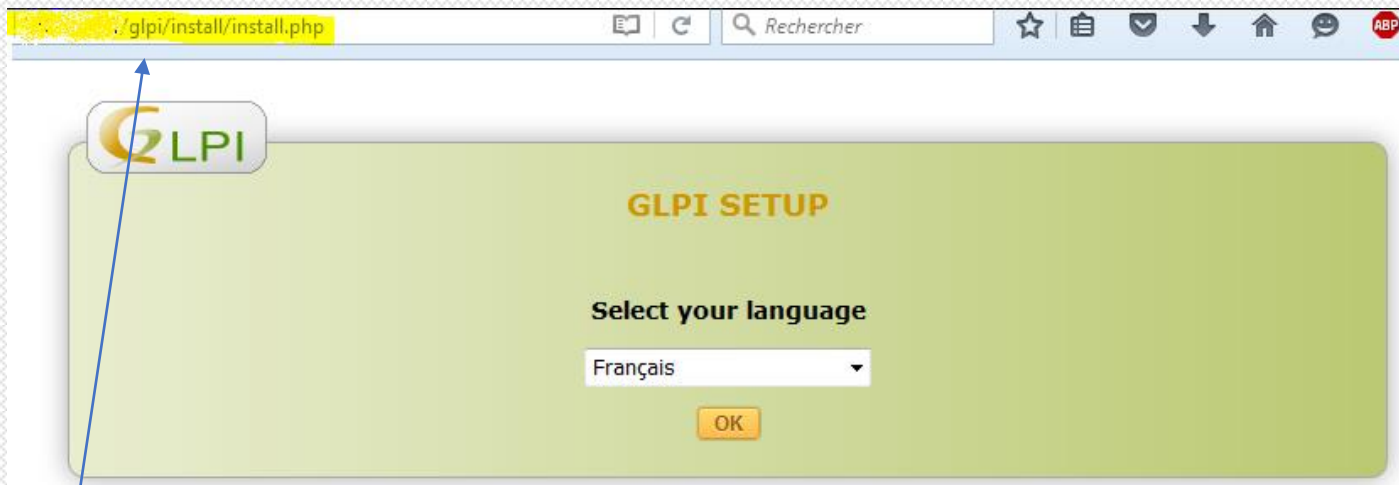 /glpi/install/install.php
Rechercher
ABP
GLPI
GLPI SETUP
Select your language
Français
OK